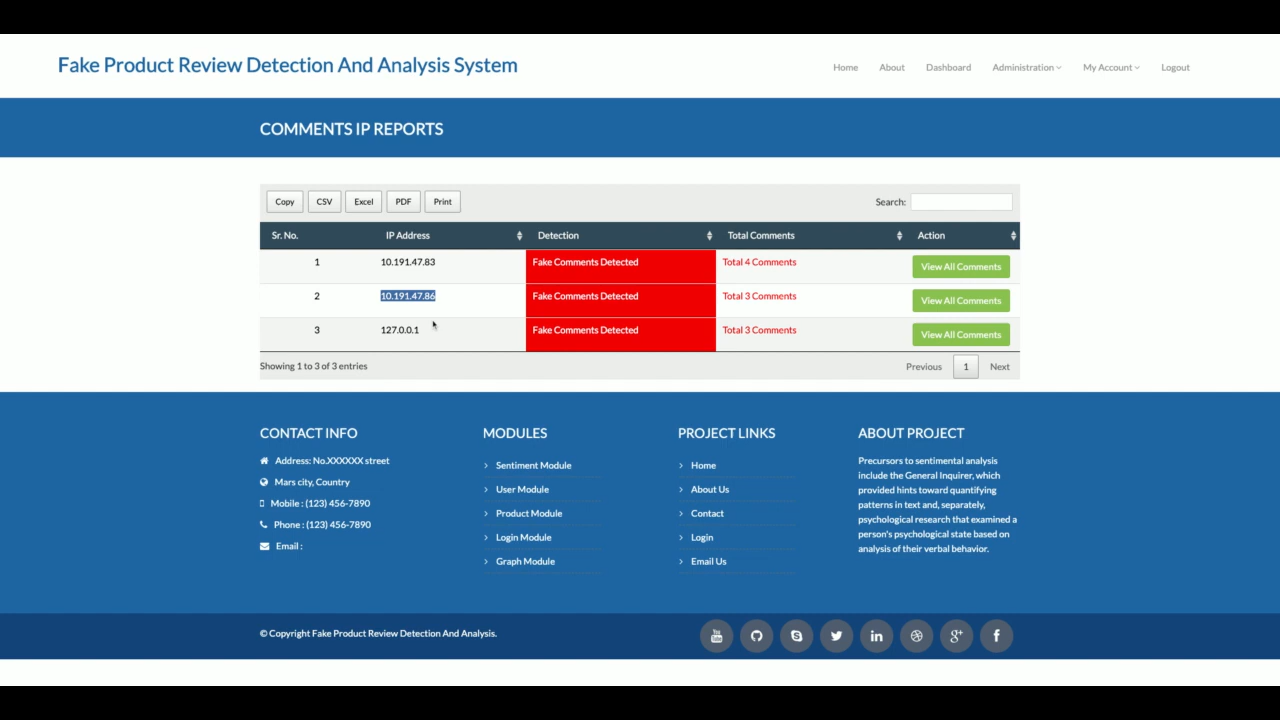 Fake Product Review Detection And Analysis System
Home About Dashboard Administration My Account Logout
COMMENTS IP REPORTS
Copy CSV Excel PDF Print Search:
Sr. No. IP Address Detection Total Comments Action
1 10.191.47.83 Fake Comments Detected Total 4 Comments View All Comments
2 10.191.47.86 Fake Comments Detected Total 3 Comments View All Comments
3 127.0.0.1 Fake Comments Detected Total 3 Comments View All Comments
Showing 1 to 3 of 3 entries Previous 1 Next
CONTACT INFO
Address: No.XXXXXX street
Mars city, Country
Mobile : (123) 456-7890
Phone : (123) 456-7890
Email :
MODULES
Sentiment Module
User Module
Product Module
Login Module
Graph Module
PROJECT LINKS
Home
About Us
Contact
Login
Email Us
ABOUT PROJECT
Precursors to sentimental analysis
include the General Inquirer, which
provided hints toward quantifying
patterns in text and, separately,
psychological research that examined a
person's psychological state based on
analysis of their verbal behavior.
© Copyright Fake Product Review Detection And Analysis.